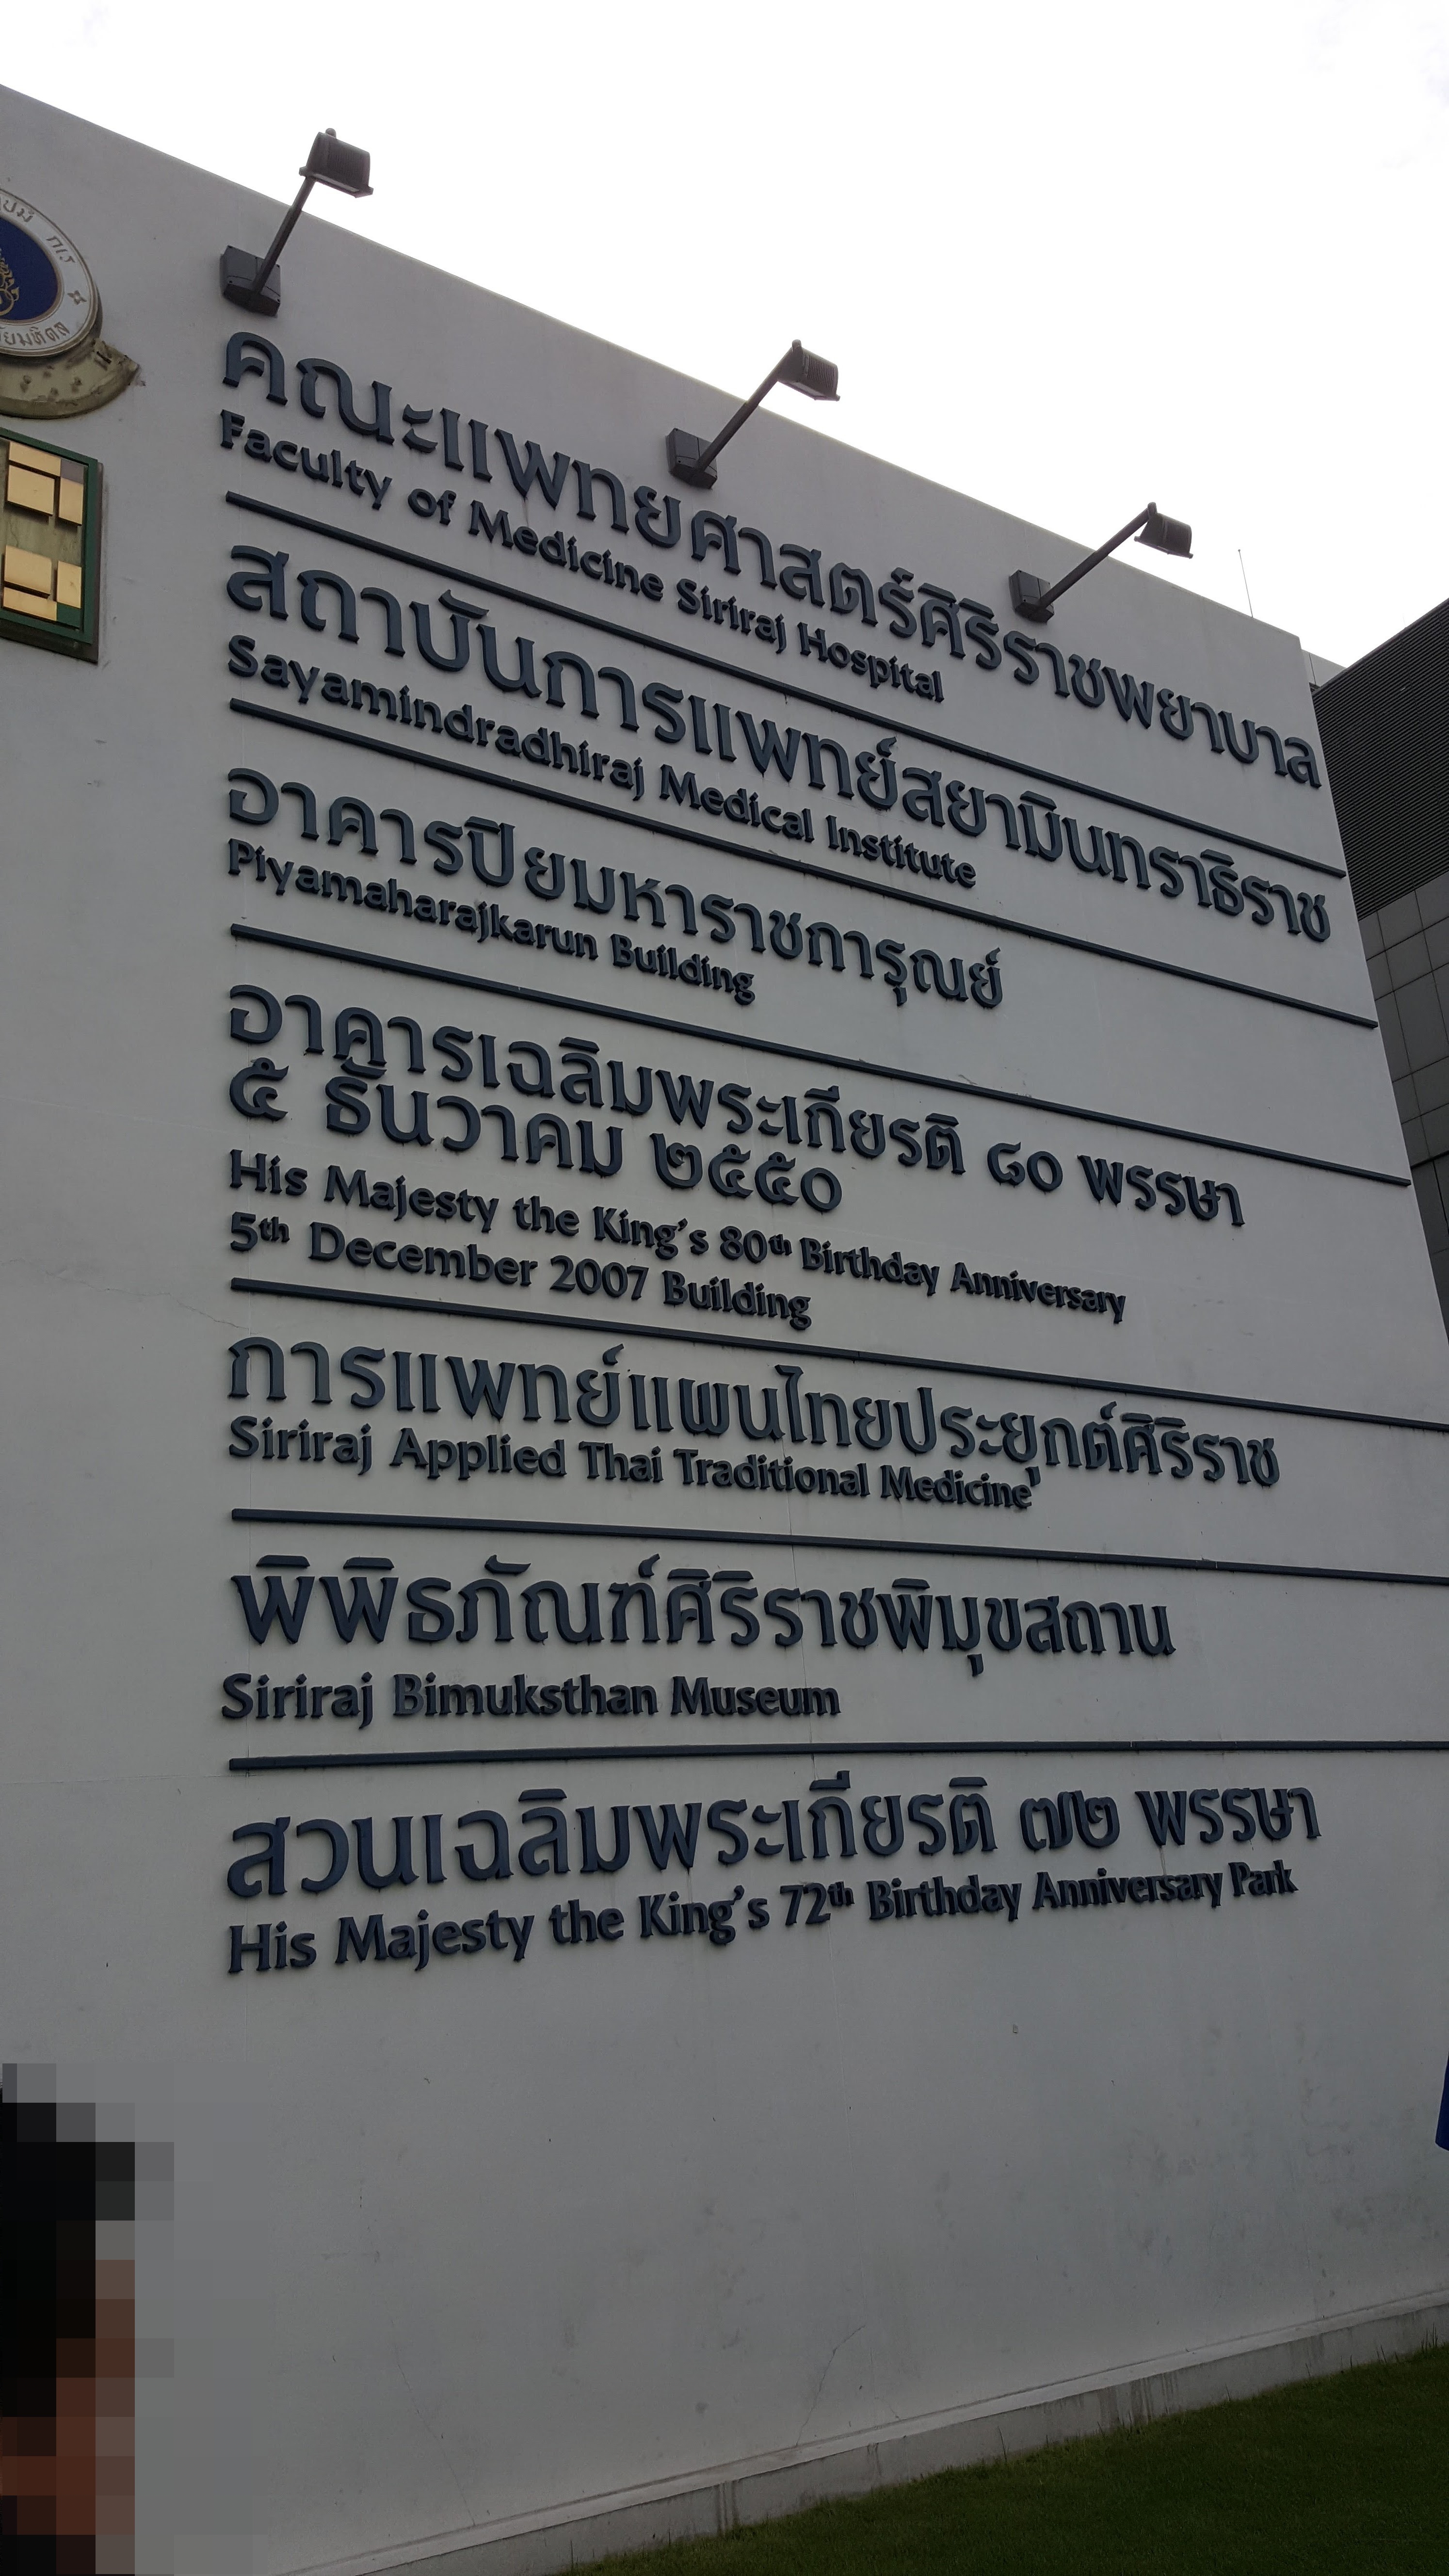 คณะแพทยศาสตร์ศิริราชพยาบาล
Faculty of Medicine Siriraj Hospital
สถาบันการแพทย์สยามินทราธิราช
Sayamindradhiraj Medical Institute
อาคารปิยมหาราชการุณย์
Piyamaharajkarun Building
อาคารเฉลิมพระเกียรติ ๘๐ พรรษา
๕ ธันวาคม ๒๕๕๐
His Majesty the King's 80th Birthday Anniversary
5th December 2007 Building
การแพทย์แผนไทยประยุกต์ศิริราช
Siriraj Applied Thai Traditional Medicine
พิพิธภัณฑ์ศิริราชพิมุขสถาน
Siriraj Bimuksthan Museum
สวนเฉลิมพระเกียรติ ๗๒ พรรษา
His Majesty the King's 72th Birthday Anniversary Park